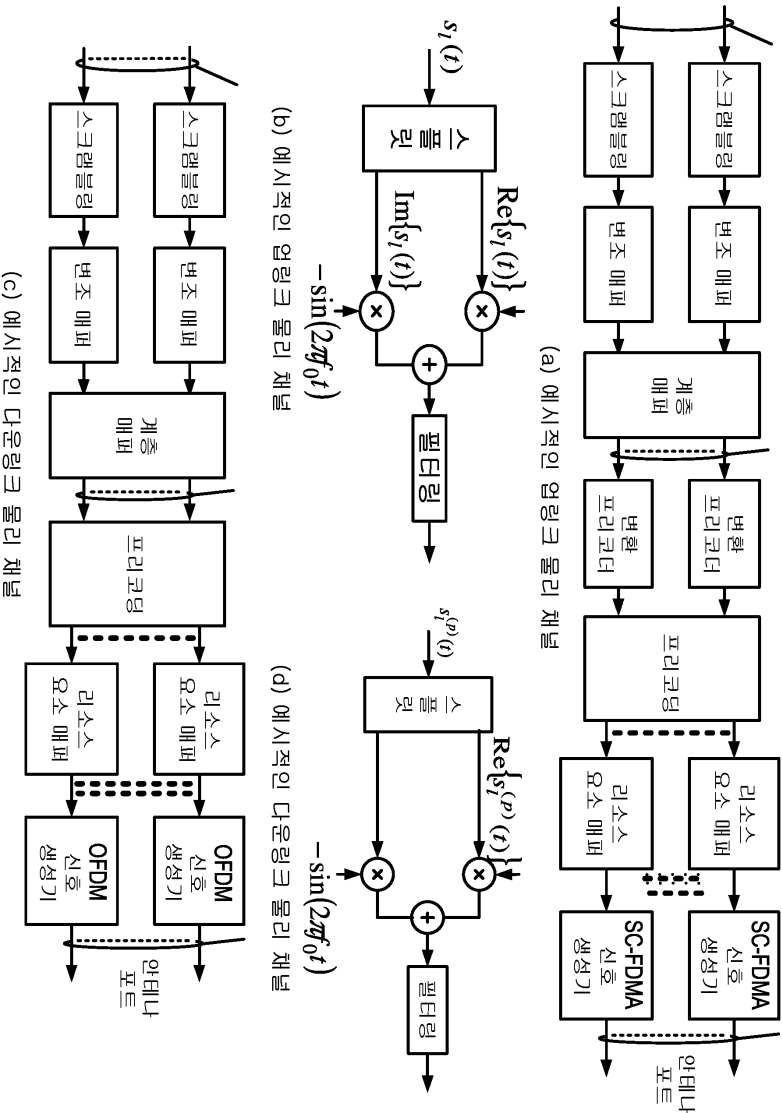 스크램블링
변조 매퍼
스크램블링
변조 매퍼
계층
매퍼
변환
프리코더
변환
프리코더
프리코딩
리소스
요소 매퍼
리소스
요소 매퍼
SC-FDMA
신호
생성기
SC-FDMA
신호
생성기
안테나
포트
(a) 예시적인 업링크 물리 채널
s_l(t)
스플릿
Re{s_l(t)}
Im{s_l(t)}
−sin(2πf₀t)
필터링
(b) 예시적인 업링크 물리 채널
s_l^(p)(t)
스플릿
Re{s_l^(p)(t)}
−sin(2πf₀t)
필터링
(d) 예시적인 다운링크 물리 채널
스크램블링
변조 매퍼
스크램블링
변조 매퍼
계층
매퍼
프리코딩
리소스
요소 매퍼
리소스
요소 매퍼
OFDM
신호
생성기
OFDM
신호
생성기
안테나
포트
(c) 예시적인 다운링크 물리 채널